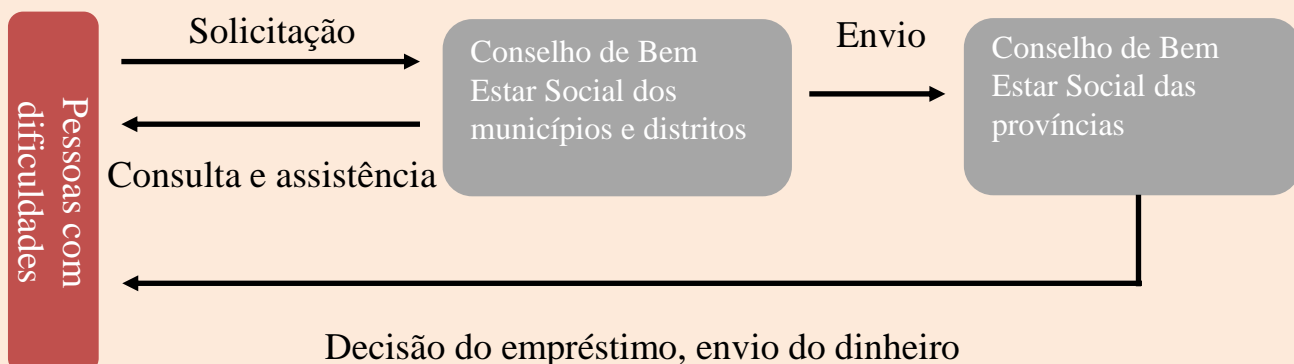 Pessoas com
dificuldades
Solicitação
Consulta e assistência
Conselho de Bem
Estar Social dos
municípios e distritos
Envio
Conselho de Bem
Estar Social das
províncias
Decisão do empréstimo, envio do dinheiro